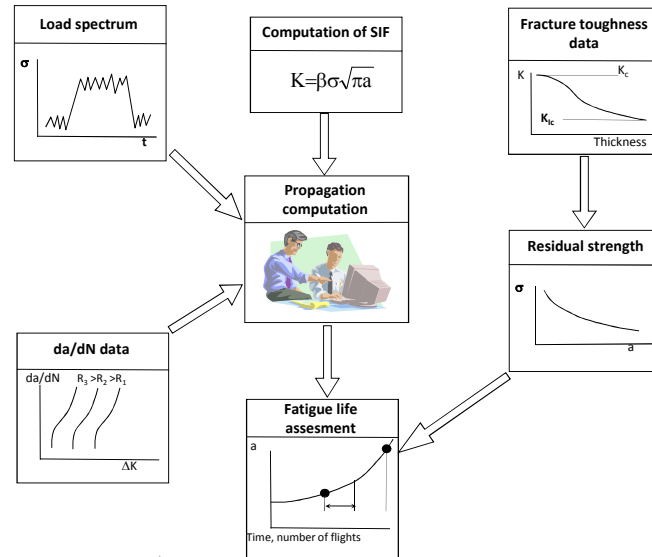 Load spectrum
σ
t
Computation of SIF
K=βσ√πa
Fracture toughness
data
K
Kc
KIc
Thickness
Propagation
computation
Residual strength
σ
a
da/dN data
da/dN
R3 >R2 >R1
ΔK
Fatigue life
assesment
a
Time, number of flights